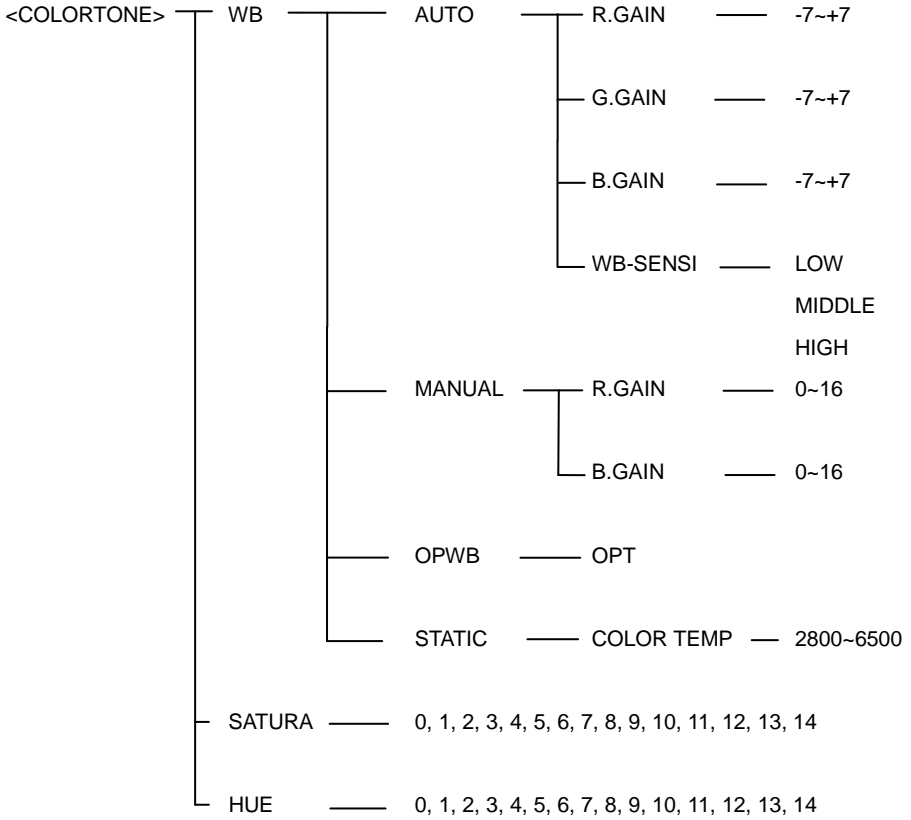 <COLORTONE> WB AUTO R.GAIN -7~+7
G.GAIN -7~+7
B.GAIN -7~+7
WB-SENSI LOW
MIDDLE
HIGH
MANUAL R.GAIN 0~16
B.GAIN 0~16
OPWB OPT
STATIC COLOR TEMP 2800~6500
SATURA 0, 1, 2, 3, 4, 5, 6, 7, 8, 9, 10, 11, 12, 13, 14
HUE 0, 1, 2, 3, 4, 5, 6, 7, 8, 9, 10, 11, 12, 13, 14